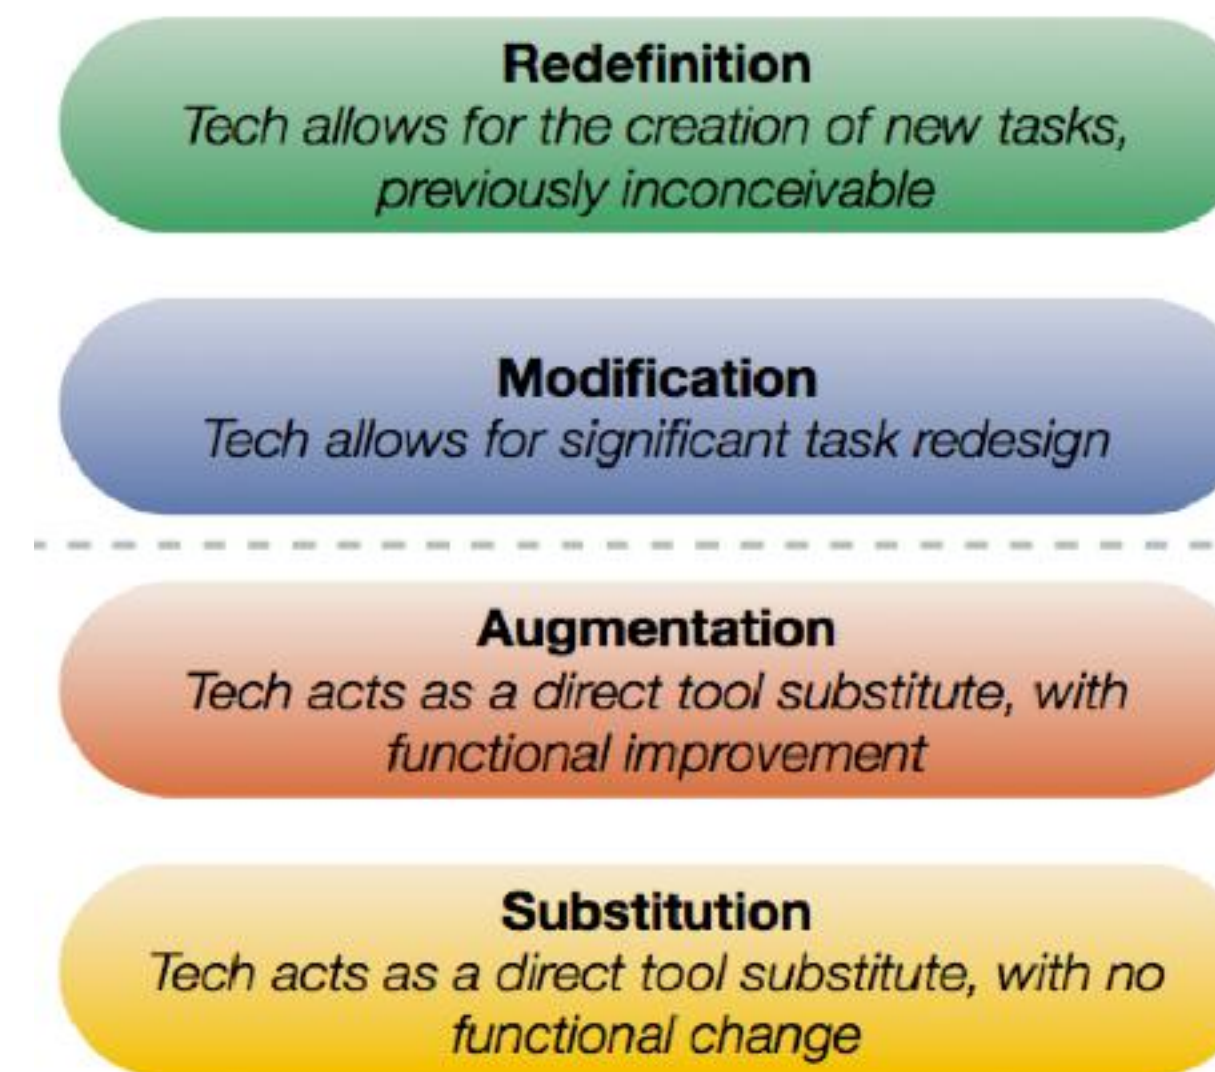 Redefinition
Tech allows for the creation of new tasks,
previously inconceivable
Modification
Tech allows for significant task redesign
Augmentation
Tech acts as a direct tool substitute, with
functional improvement
Substitution
Tech acts as a direct tool substitute, with no
functional change